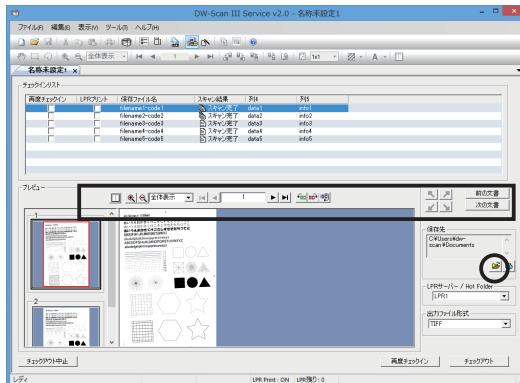 DW-Scan III Service v2.0 - 名称未設定1
ファイル(F) 編集(E) 表示(V) ツール(T) ヘルプ(H)
全体表示 1 1x1 A
名称未設定1 x
チェックインリスト
再度チェックイン LPRプリント 保存ファイル名 スキャン結果 列4 列5
filename1-code1 スキャン完了 data1 info1
filename2-code2 スキャン完了 data2 info2
filename3-code3 スキャン完了 data3 info3
filename4-code4 スキャン完了 data4 info4
filename5-code5 スキャン完了 data5 info5
プレビュー
全体表示 1
前の文書
次の文書
1
2
保存先
C:¥Users¥dw-
scan¥Documents
LPRサーバー / Hot Folder
LPR1
出力ファイル形式
TIFF
チェックアウト中止 再度チェックイン チェックアウト
レディ LPR Print : ON LPR残り : 0